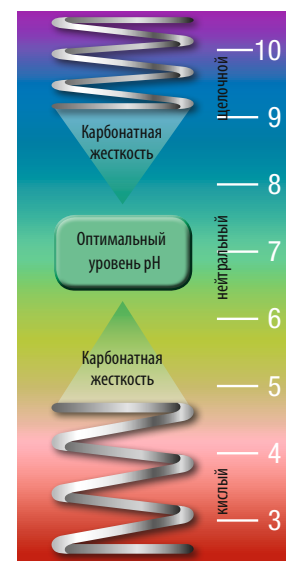 10
щелочной
9
Карбонатная
жесткость
8
Оптимальный
уровень pH
7
нейтральный
6
Карбонатная
жесткость
5
4
кислый
3